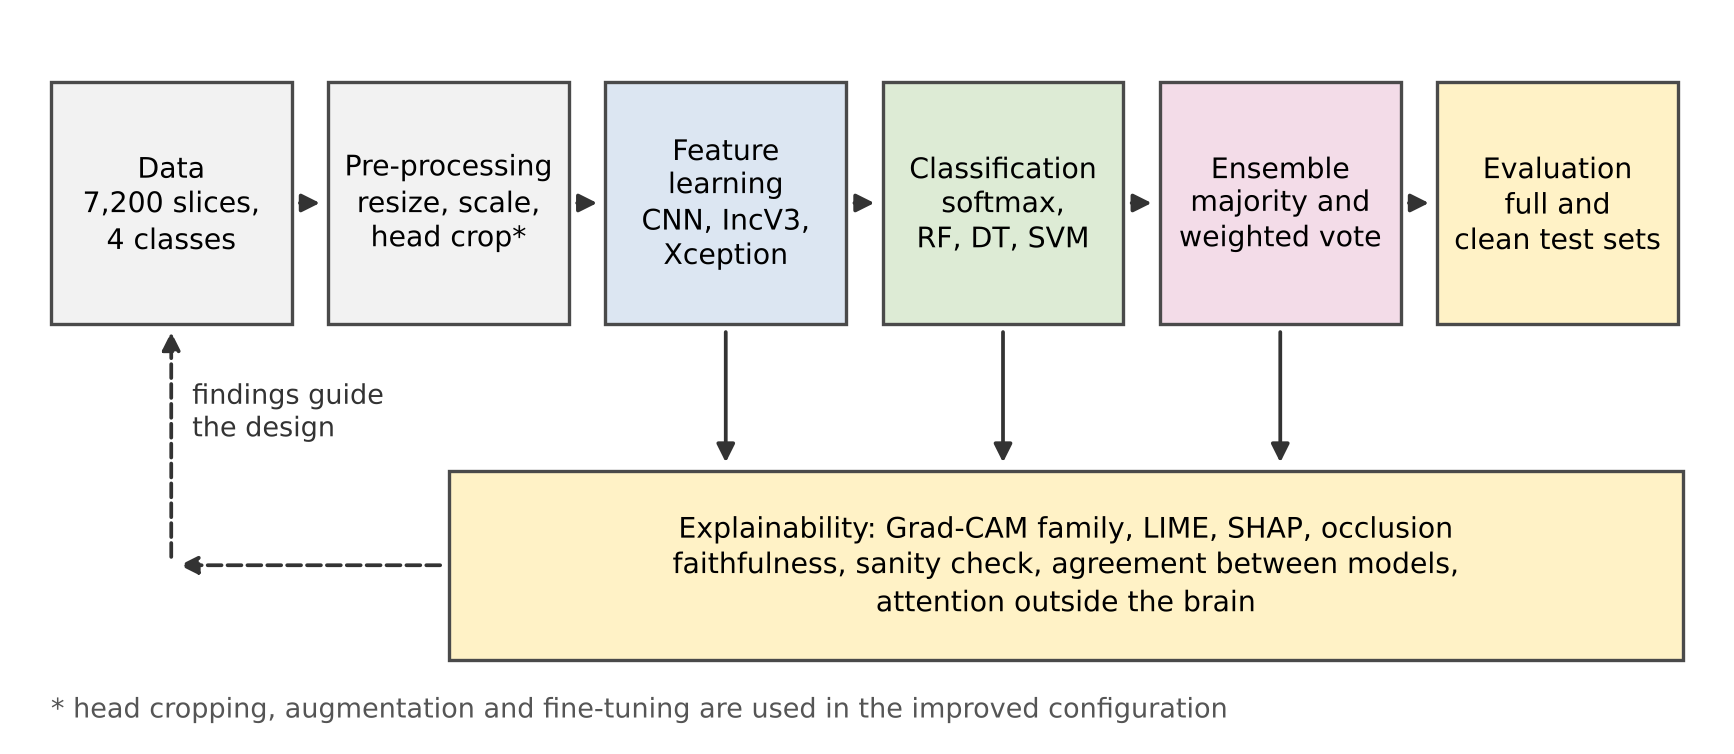 Data
7,200 slices,
4 classes
Pre-processing
resize, scale,
head crop*
Feature
learning
CNN, IncV3,
Xception
Classification
softmax,
RF, DT, SVM
Ensemble
majority and
weighted vote
Evaluation
full and
clean test sets
findings guide
the design
Explainability: Grad-CAM family, LIME, SHAP, occlusion
faithfulness, sanity check, agreement between models,
attention outside the brain
* head cropping, augmentation and fine-tuning are used in the improved configuration